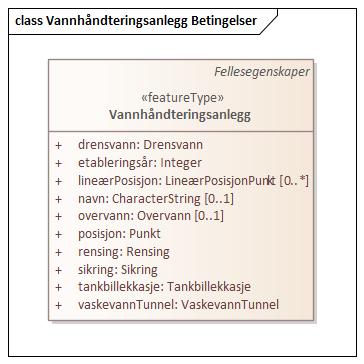 class Vannhåndteringsanlegg Betingelser
Fellesegenskaper
«featureType»
Vannhåndteringsanlegg
+ drensvann: Drensvann
+ etableringsår: Integer
+ lineærPosisjon: LineærPosisjonPunkt [0..*]
+ navn: CharacterString [0..1]
+ overvann: Overvann [0..1]
+ posisjon: Punkt
+ rensing: Rensing
+ sikring: Sikring
+ tankbillekkasje: Tankbillekkasje
+ vaskevannTunnel: VaskevannTunnel